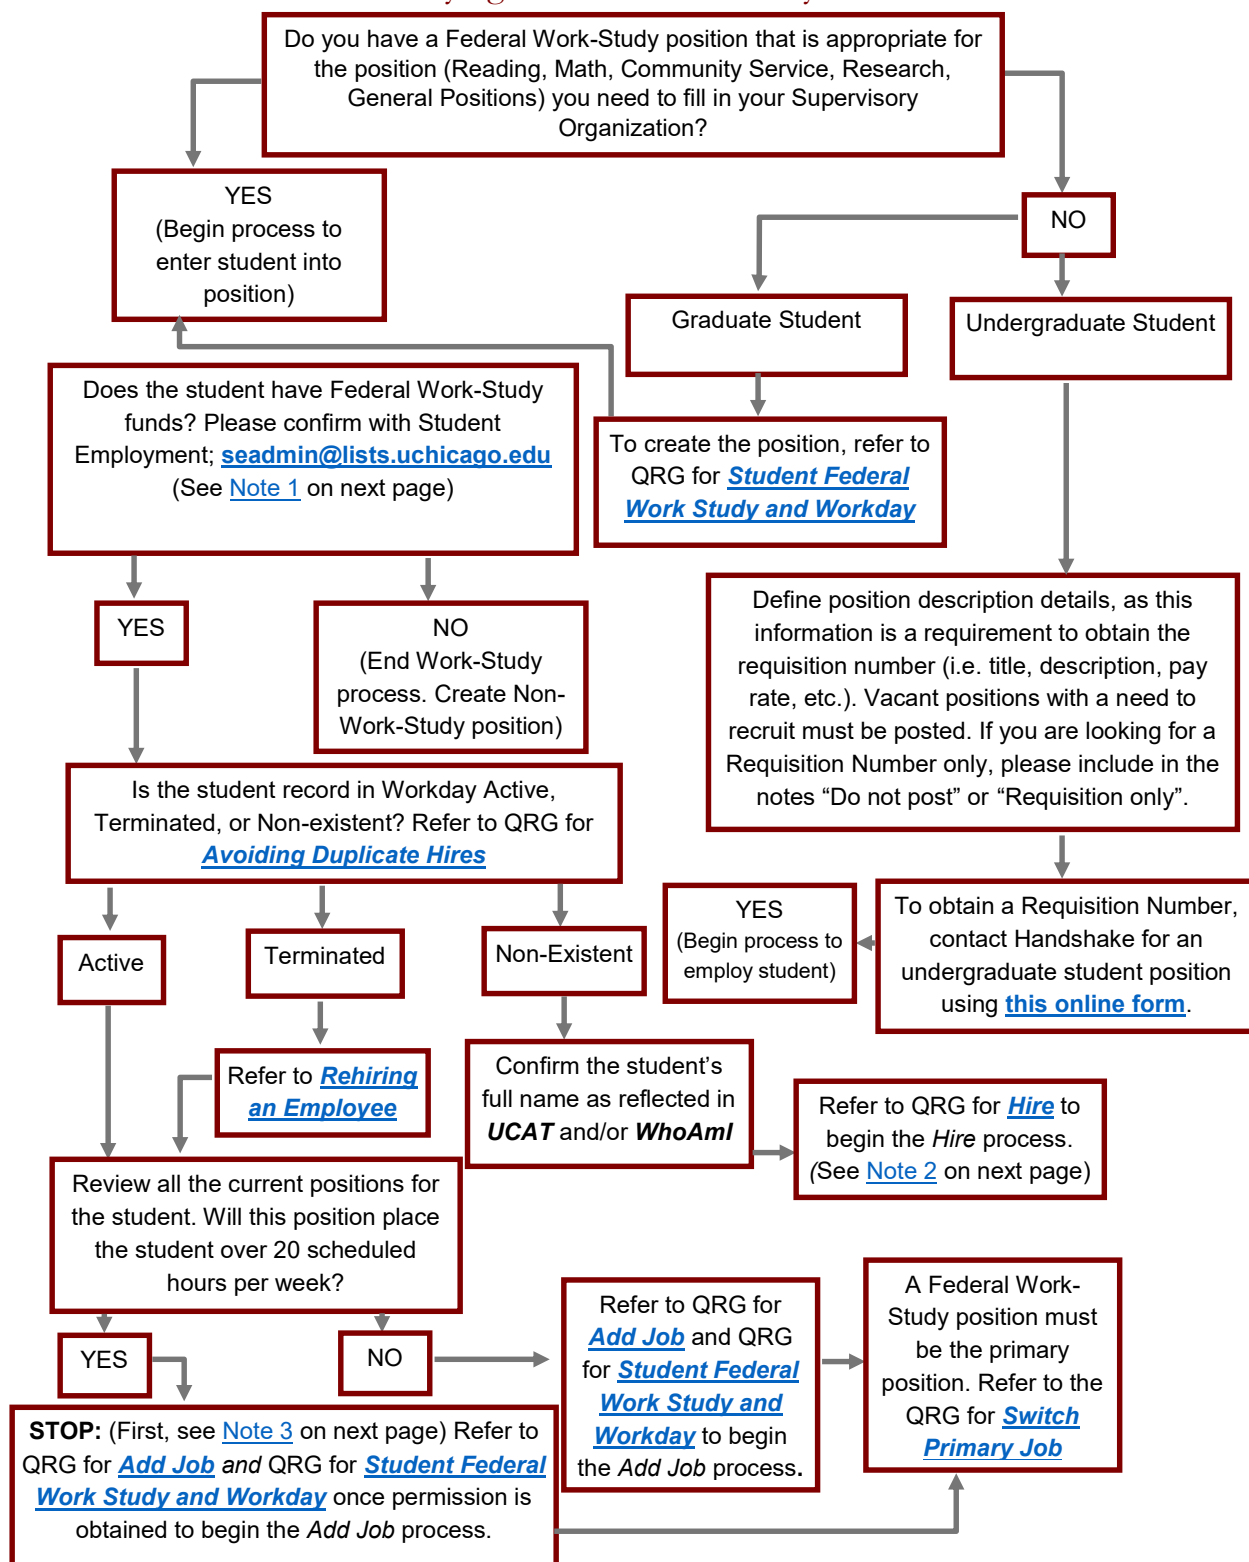 Do you have a Federal Work-Study position that is appropriate for
the position (Reading, Math, Community Service, Research,
General Positions) you need to fill in your Supervisory
Organization?
YES
(Begin process to
enter student into
position)
NO
Graduate Student
Undergraduate Student
Does the student have Federal Work-Study
funds? Please confirm with Student
Employment; seadmin@lists.uchicago.edu
(See Note 1 on next page)
To create the position, refer to
QRG for Student Federal
Work Study and Workday
YES
NO
(End Work-Study
process. Create Non-
Work-Study position)
Define position description details, as this
information is a requirement to obtain the
requisition number (i.e. title, description, pay
rate, etc.). Vacant positions with a need to
recruit must be posted. If you are looking for a
Requisition Number only, please include in the
notes “Do not post” or “Requisition only”.
Is the student record in Workday Active,
Terminated, or Non-existent? Refer to QRG for
Avoiding Duplicate Hires
YES
(Begin process to
employ student)
To obtain a Requisition Number,
contact Handshake for an
undergraduate student position
using this online form.
Active
Terminated
Non-Existent
Refer to Rehiring
an Employee
Confirm the student’s
full name as reflected in
UCAT and/or WhoAmI
Refer to QRG for Hire to
begin the Hire process.
(See Note 2 on next page)
Review all the current positions for
the student. Will this position place
the student over 20 scheduled
hours per week?
YES
NO
Refer to QRG for
Add Job and QRG
for Student Federal
Work Study and
Workday to begin
the Add Job process.
A Federal Work-
Study position must
be the primary
position. Refer to the
QRG for Switch
Primary Job
STOP: (First, see Note 3 on next page) Refer to
QRG for Add Job and QRG for Student Federal
Work Study and Workday once permission is
obtained to begin the Add Job process.